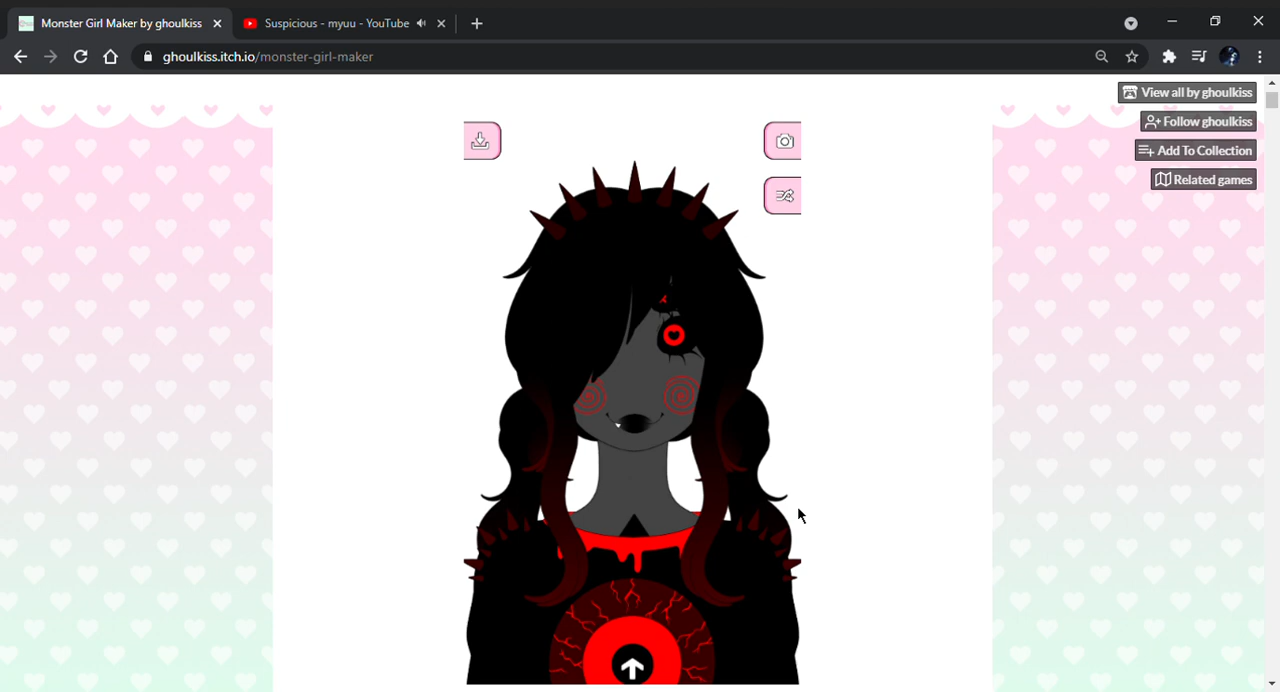 Monster Girl Maker by ghoulkiss
Suspicious - myuu - YouTube
ghoulkiss.itch.io/monster-girl-maker
View all by ghoulkiss
Follow ghoulkiss
Add To Collection
Related games